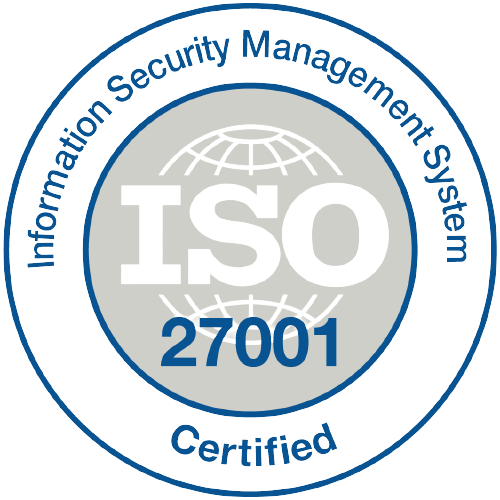 Information Security Management System
ISO
27001
Certified